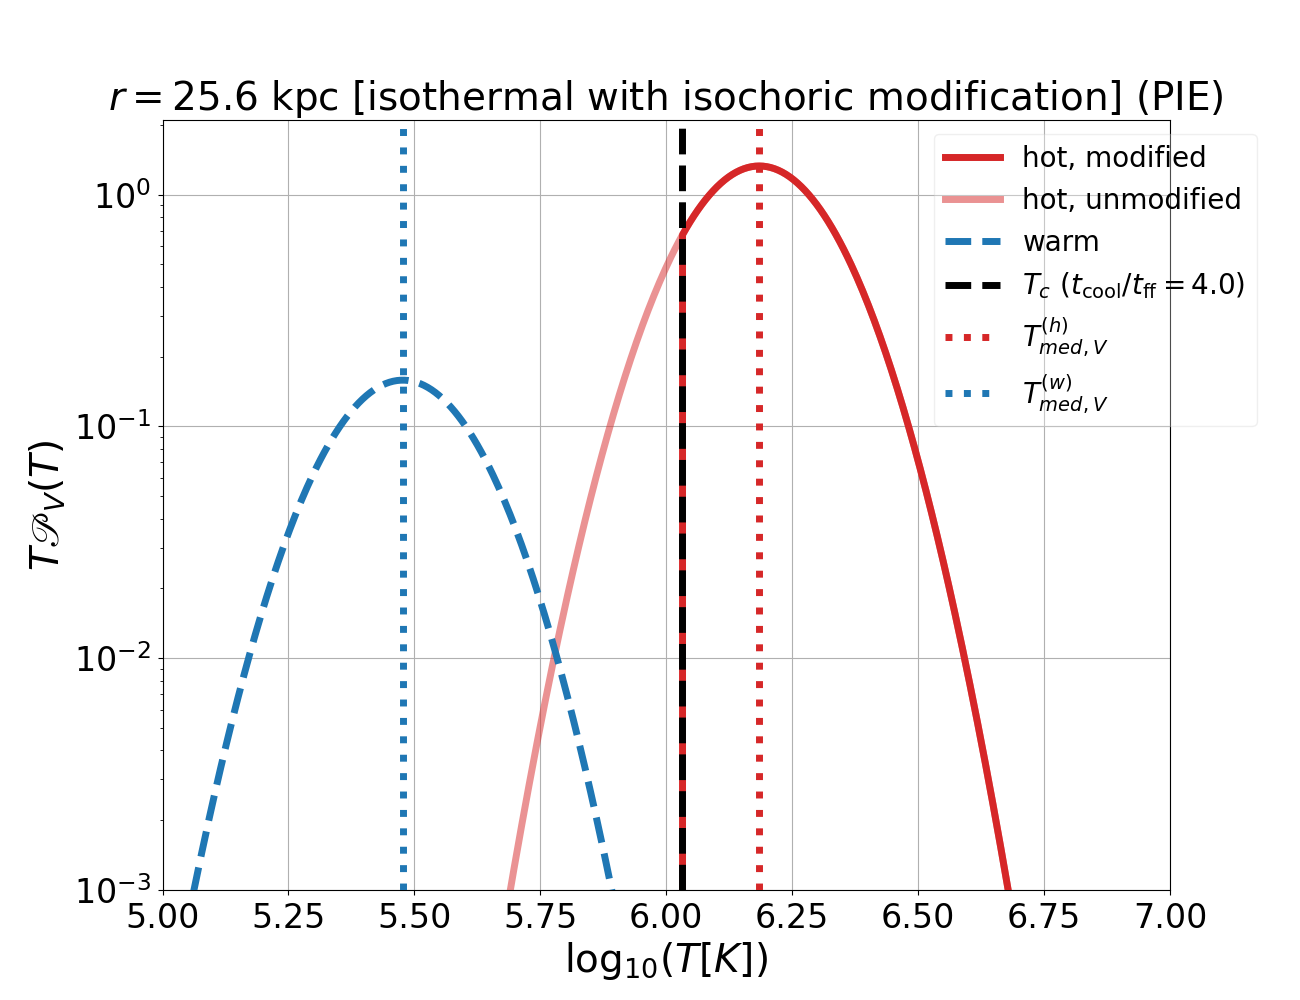 r = 25.6 kpc [isothermal with isochoric modification] (PIE)
hot, modified
hot, unmodified
warm
T_c (t_cool/t_ff = 4.0)
T^(h)_med,V
T^(w)_med,V
10^0
10^-1
10^-2
10^-3
T𝒫_V(T)
5.00 5.25 5.50 5.75 6.00 6.25 6.50 6.75 7.00
log_10(T[K])